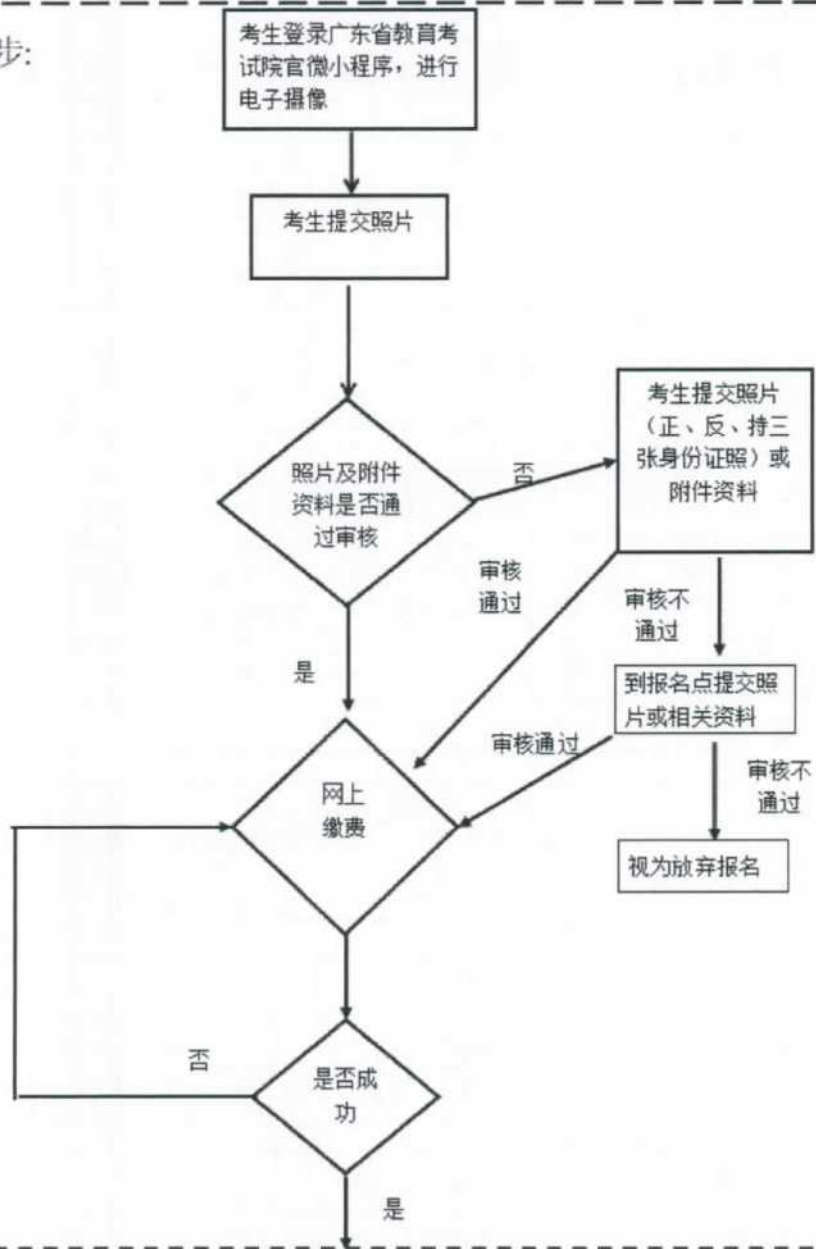 步:
考生登录广东省教育考
试院官微小程序，进行
电子摄像
考生提交照片
照片及附件
资料是否通
过审核
否
考生提交照片
（正、反、持三
张身份证照）或
附件资料
审核
通过
审核不
通过
是
到报名点提交照
片或相关资料
审核通过
审核不
通过
网上
缴费
视为放弃报名
否
是否成
功
是